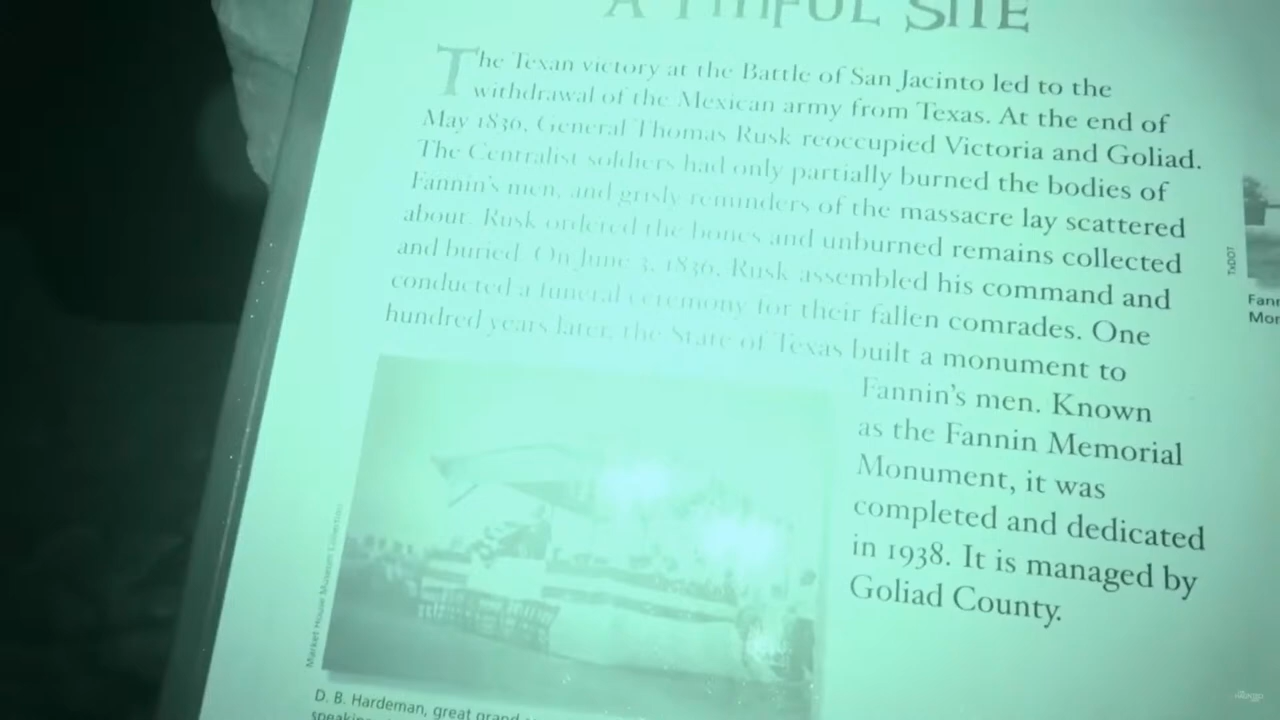 A PITIFUL SITE
The Texan victory at the Battle of San Jacinto led to the
withdrawal of the Mexican army from Texas. At the end of
May 1836, General Thomas Rusk reoccupied Victoria and Goliad.
The Centralist soldiers had only partially burned the bodies of
Fannin's men, and grisly reminders of the massacre lay scattered
about. Rusk ordered the bones and unburned remains collected
and buried. On June 3, 1836, Rusk assembled his command and
conducted a funeral ceremony for their fallen comrades. One
hundred years later, the State of Texas built a monument to
Fannin's men. Known
as the Fannin Memorial
Monument, it was
completed and dedicated
in 1938. It is managed by
Goliad County.
Market House Museum
D. B. Hardeman, great grand
TxDOT